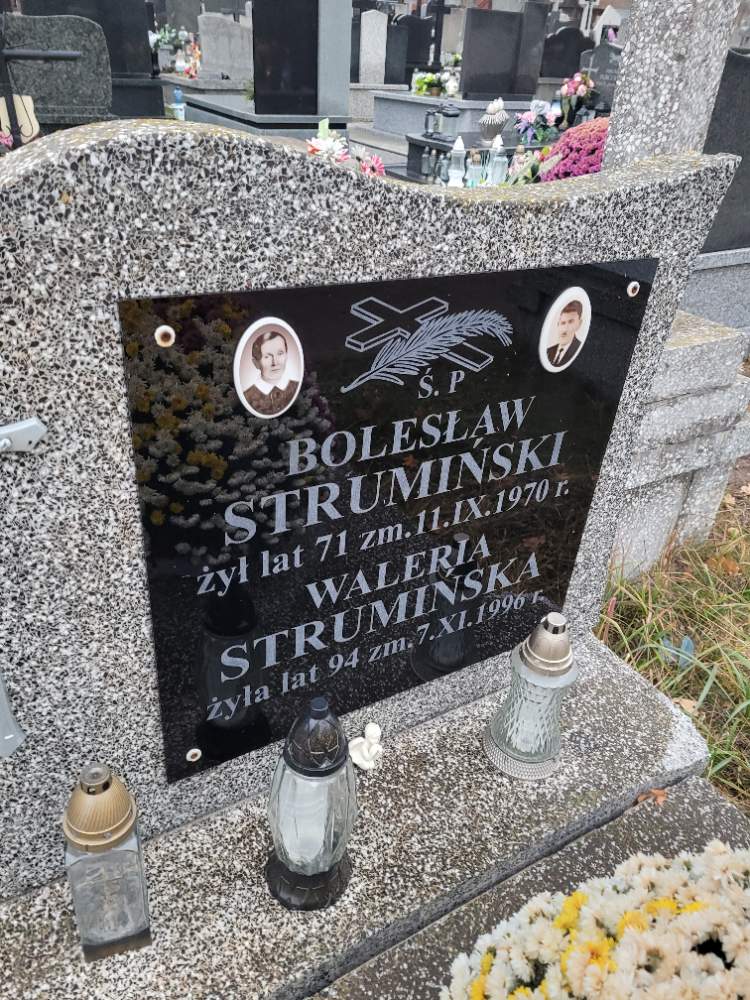 Ś. P
BOLESŁAW
STRUMIŃSKI
żył lat 71 zm.11.IX.1970 r.
WALERIA
STRUMIŃSKA
żyła lat 94 zm.7.XI.1996 r.